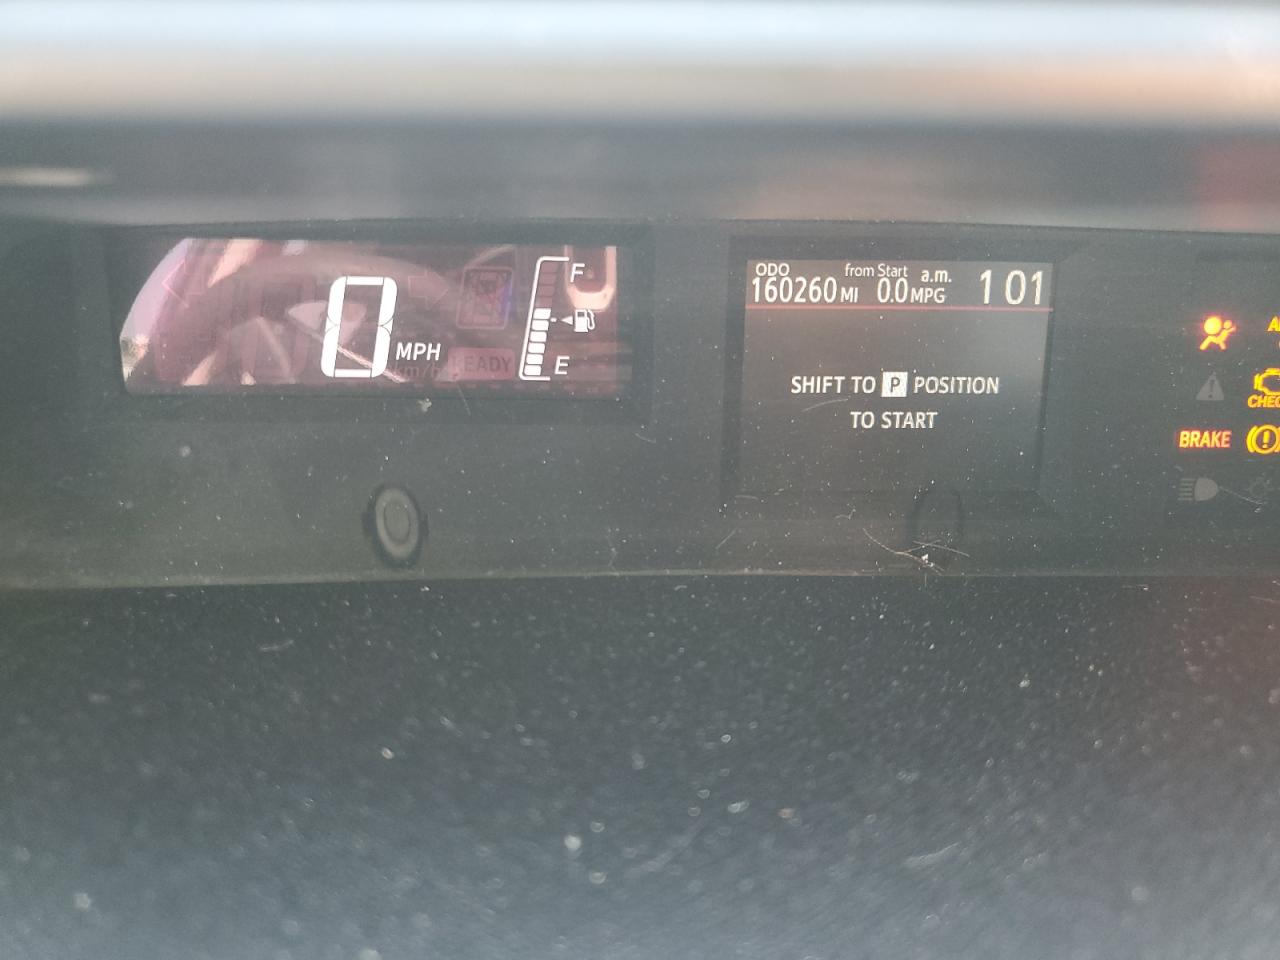 0 MPH
F
E
ODO from Start a.m.
160260 MI 0.0 MPG 1 01
SHIFT TO P POSITION
TO START
BRAKE